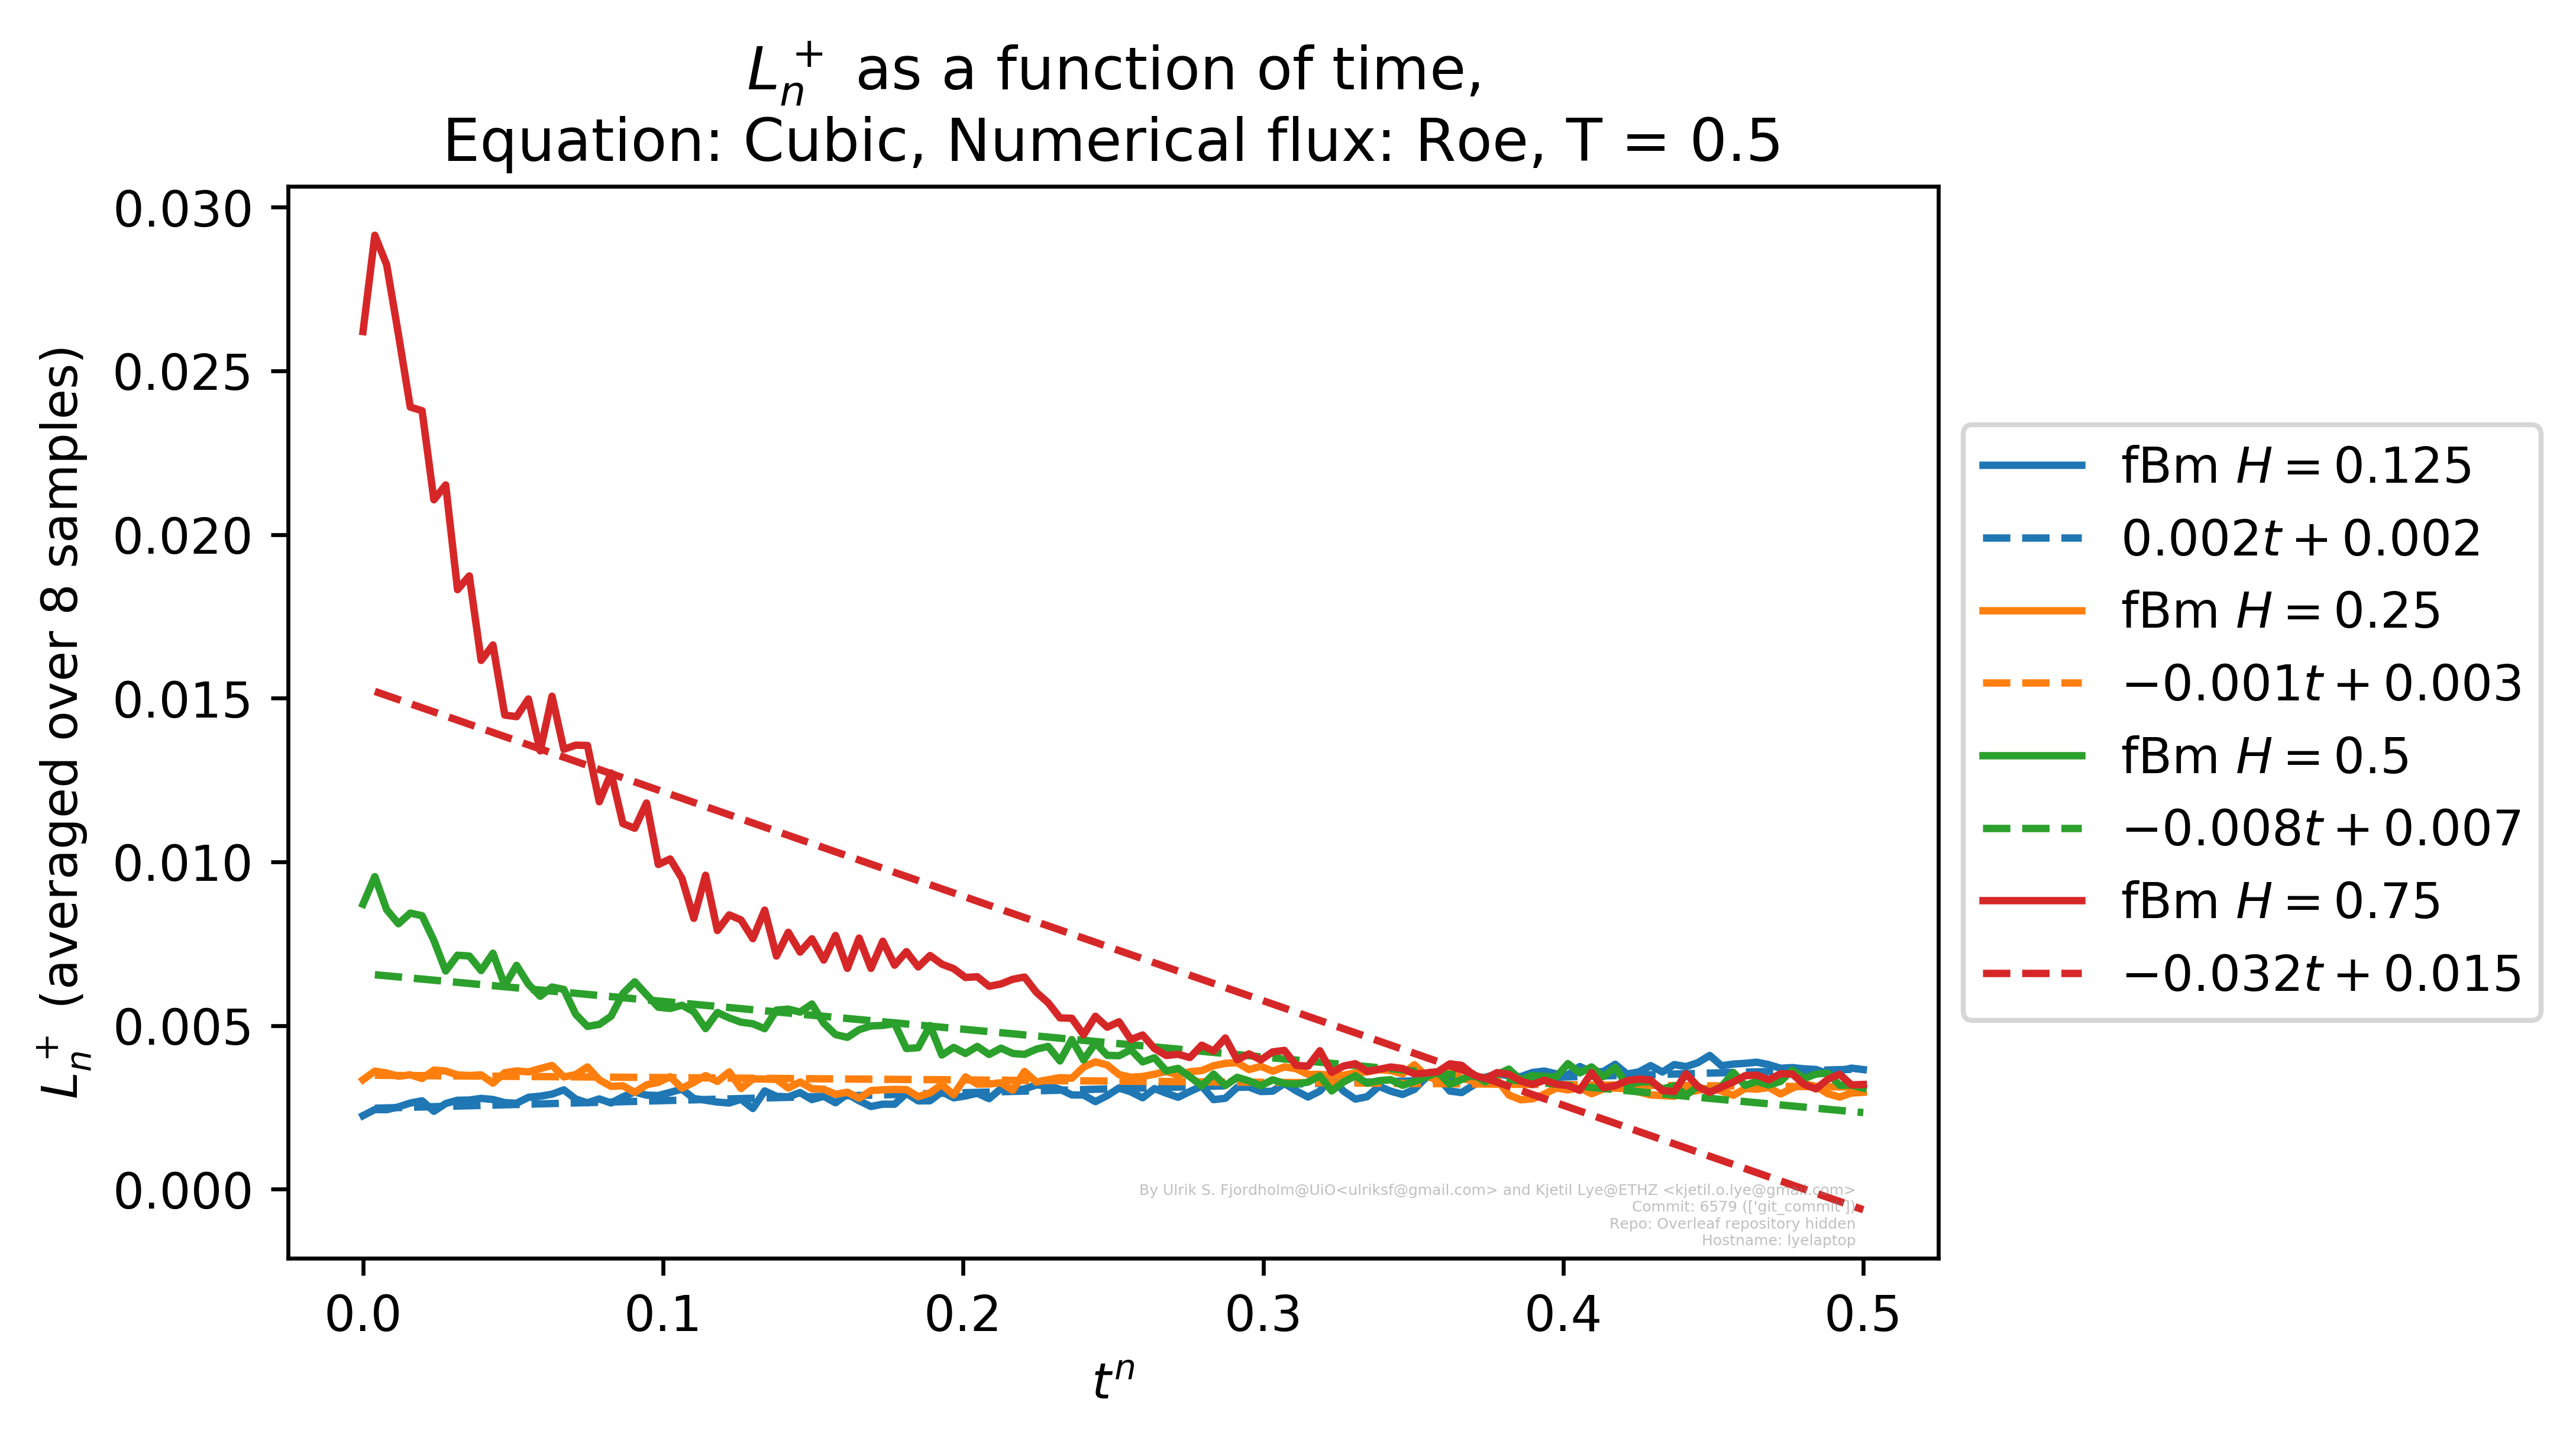 L_n^+ as a function of time,
Equation: Cubic, Numerical flux: Roe, T = 0.5
L_n^+ (averaged over 8 samples)
0.030
0.025
0.020
0.015
0.010
0.005
0.000
0.0 0.1 0.2 0.3 0.4 0.5
t^n
fBm H = 0.125
0.002t + 0.002
fBm H = 0.25
−0.001t + 0.003
fBm H = 0.5
−0.008t + 0.007
fBm H = 0.75
−0.032t + 0.015
By Ulrik S. Fjordholm@UiO<ulriksf@gmail.com> and Kjetil Lye@ETHZ <kjetil.o.lye@gmail.com>
Commit: 6579 (['git_commit'])
Repo: Overleaf repository hidden
Hostname: lyelaptop